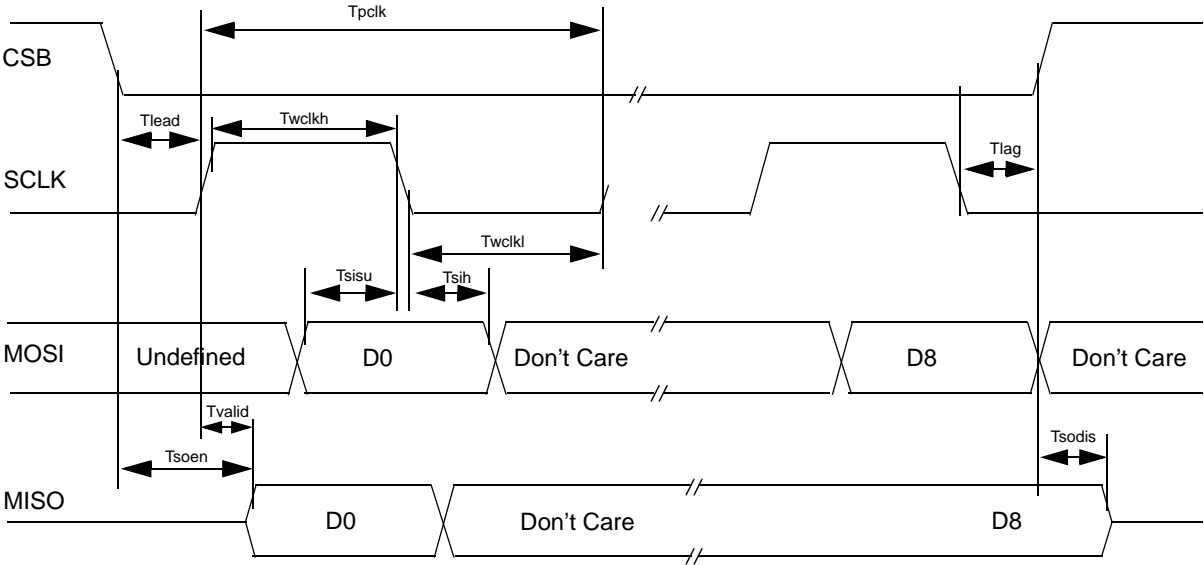 Tpclk
CSB
Tlead
Twclkh
Tlag
SCLK
Twclkl
Tsisu
Tsih
MOSI
Undefined
D0
Don't Care
D8
Don't Care
Tvalid
Tsoen
Tsodis
MISO
D0
Don't Care
D8